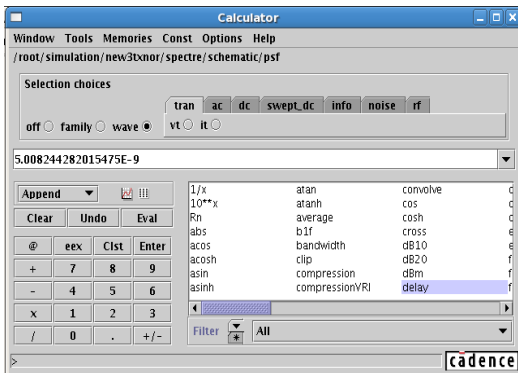 Calculator
Window Tools Memories Const Options Help
/root/simulation/new3txnor/spectre/schematic/psf
Selection choices
tran ac dc swept_dc info noise rf
off family wave vt it
5.008244282015475E-9
Append
Clear Undo Eval
@ eex Clst Enter
+ 7 8 9
- 4 5 6
x 1 2 3
/ 0 . +/-
1/x atan convolve
10**x atanh cos
Rn average cosh
abs b1f cross
acos bandwidth dB10
acosh clip dB20
asin compression dBm
asinh compressionVRI delay
Filter All
>
cādence